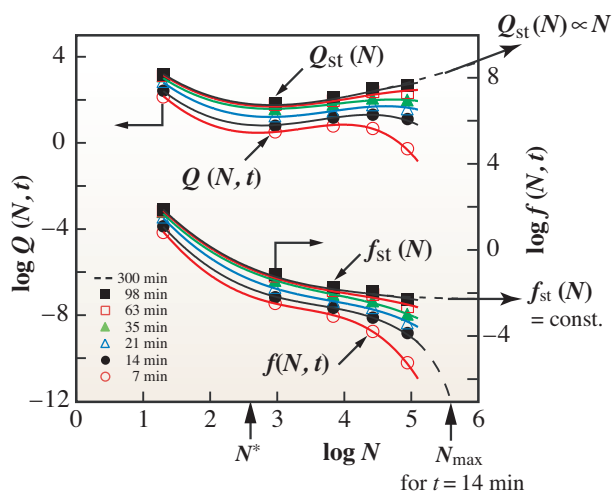 Q_st (N) ∝ N
4
0
−4
−8
−12
log Q (N, t)
8
4
0
−4
log f (N, t)
Q_st (N)
Q (N, t)
f_st (N)
f_st (N)
= const.
f(N, t)
300 min
98 min
63 min
35 min
21 min
14 min
7 min
0 1 2 3 4 5 6
N* log N N_max
for t = 14 min